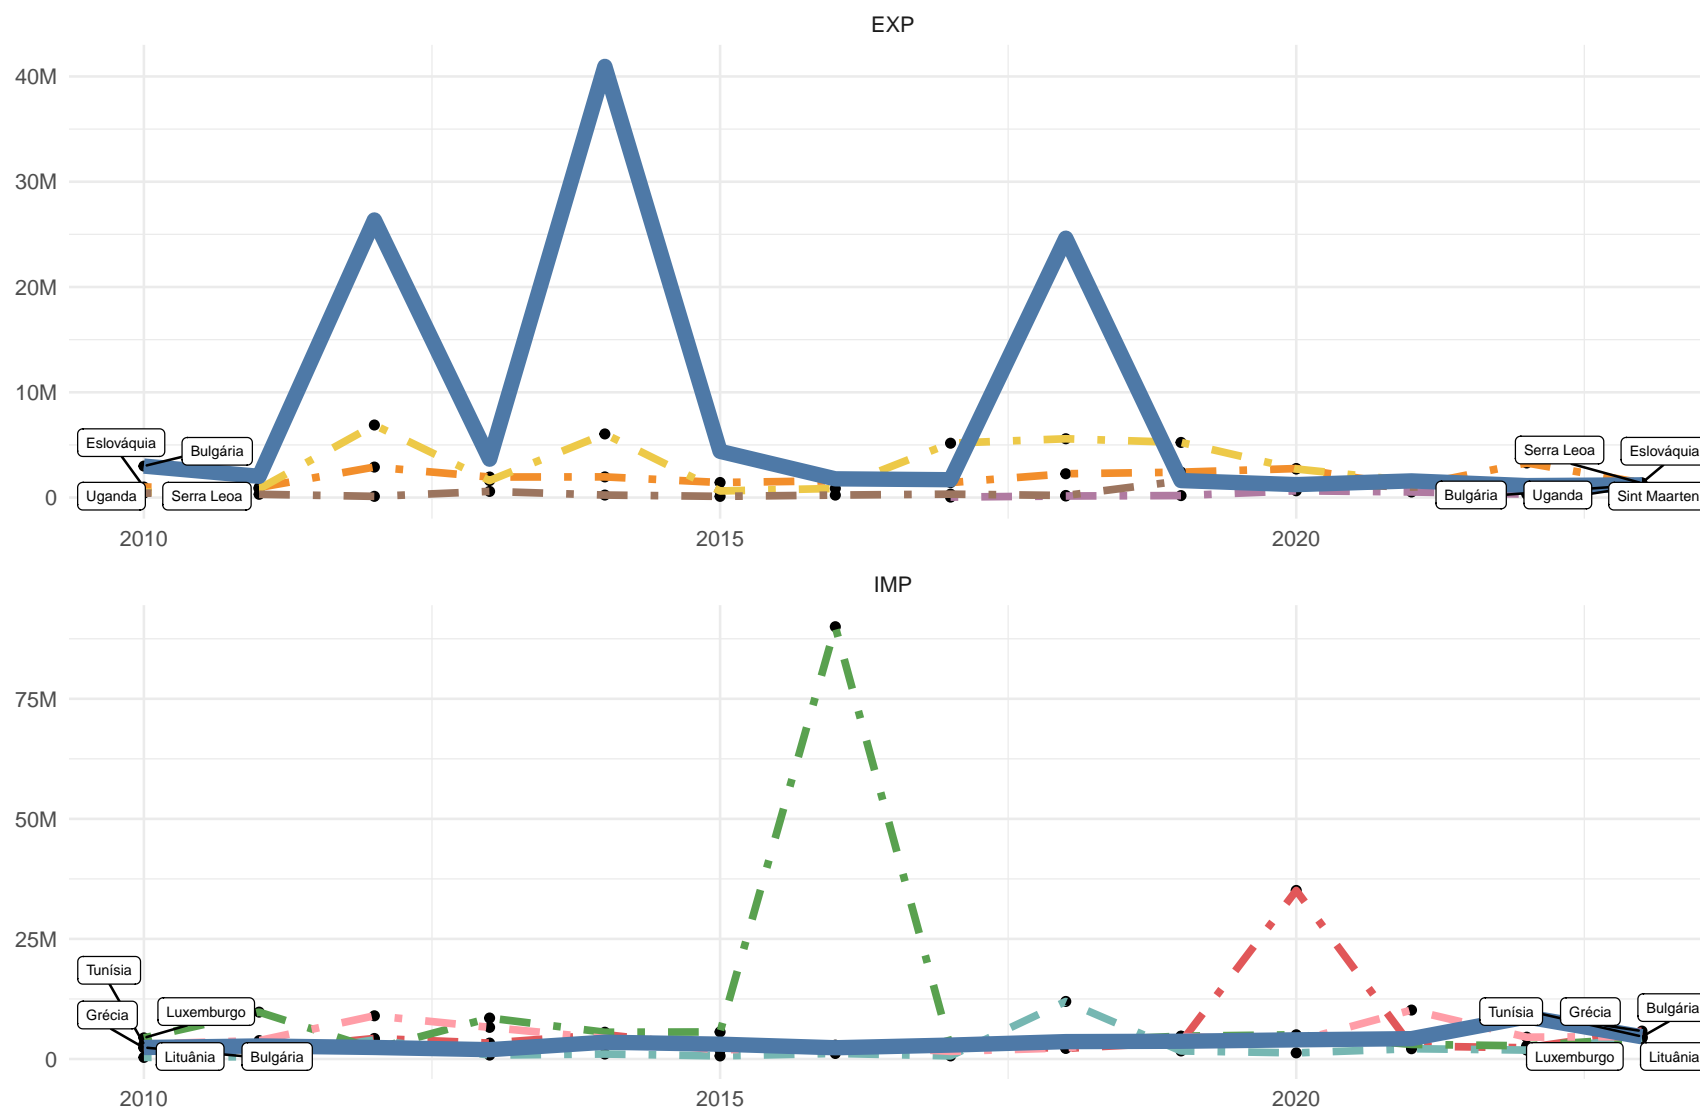 EXP
40M
30M
20M
10M
0
Eslováquia
Bulgária
Uganda
Serra Leoa
Serra Leoa
Eslováquia
Bulgária
Uganda
Sint Maarten
2010
2015
2020
IMP
75M
50M
25M
0
Tunísia
Grécia
Luxemburgo
Lituânia
Bulgária
Tunísia
Grécia
Bulgária
Luxemburgo
Lituânia
2010
2015
2020